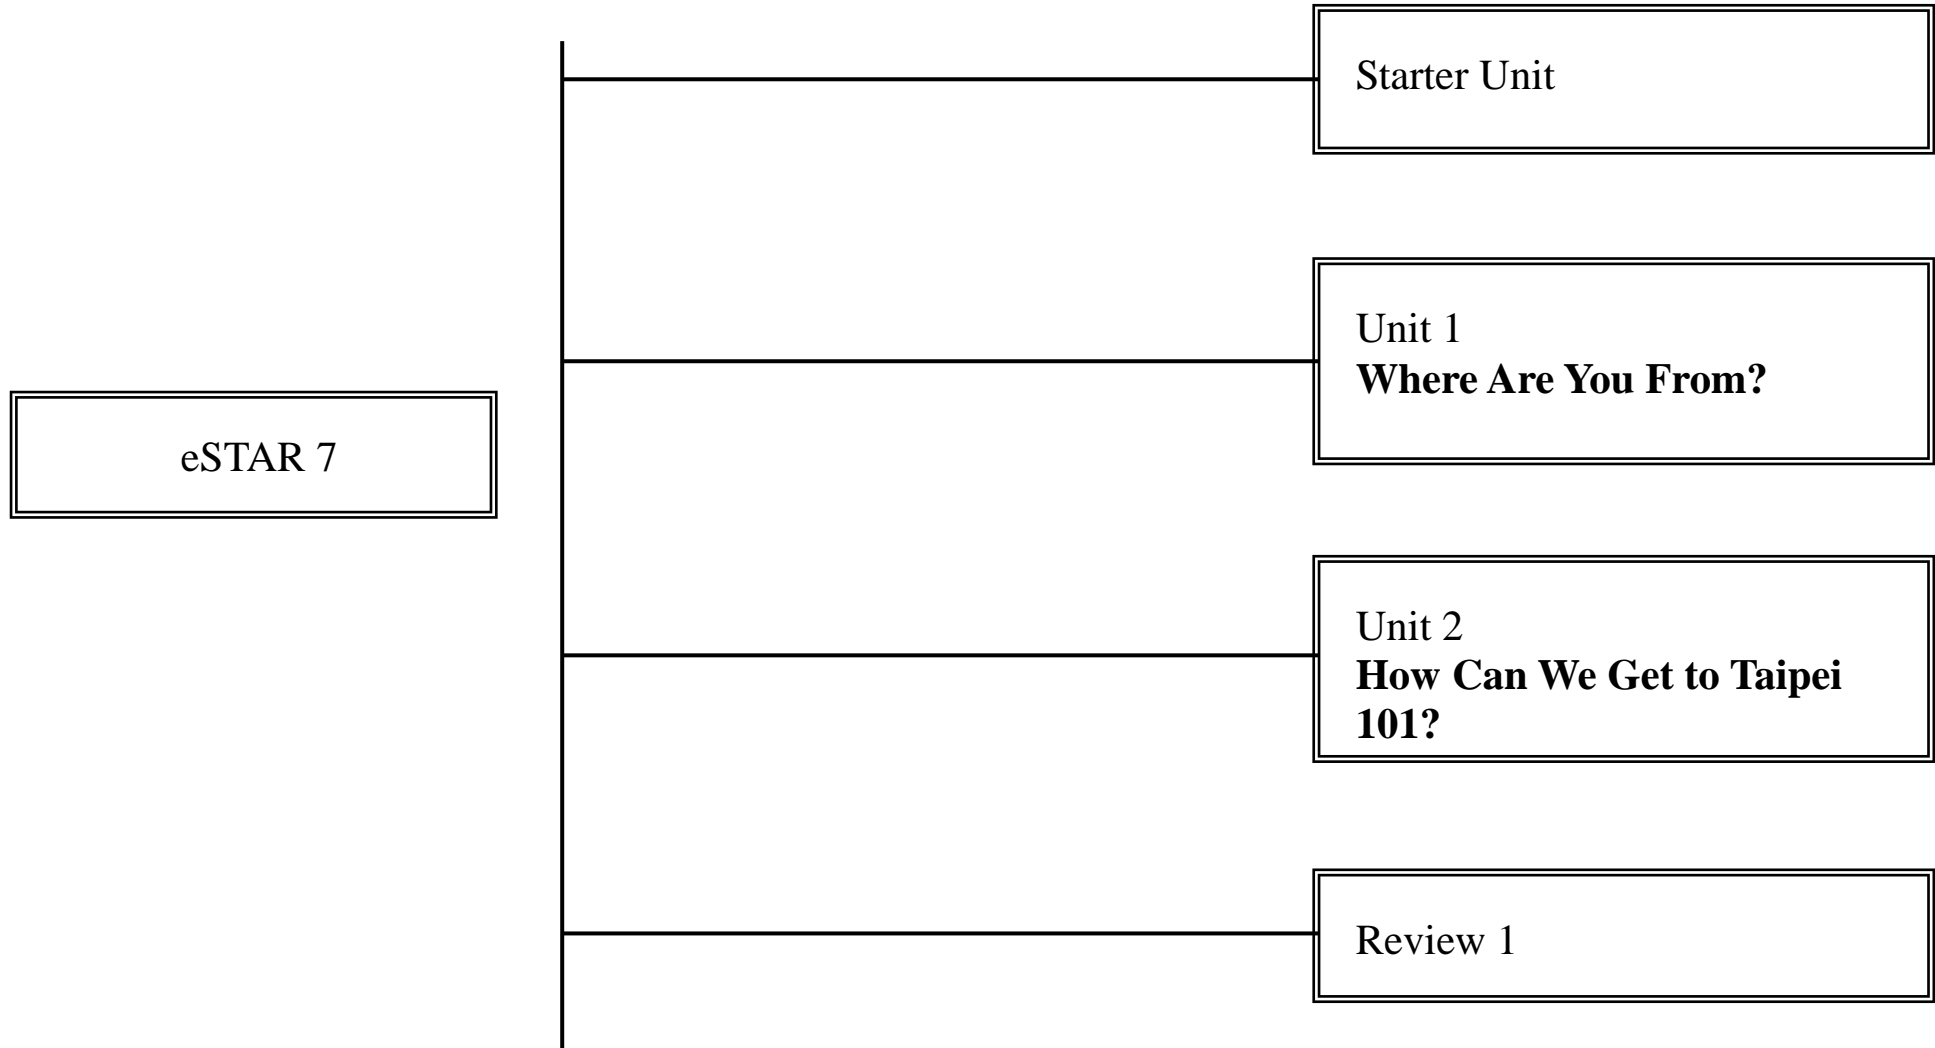 eSTAR 7
Starter Unit
Unit 1
Where Are You From?
Unit 2
How Can We Get to Taipei
101?
Review 1